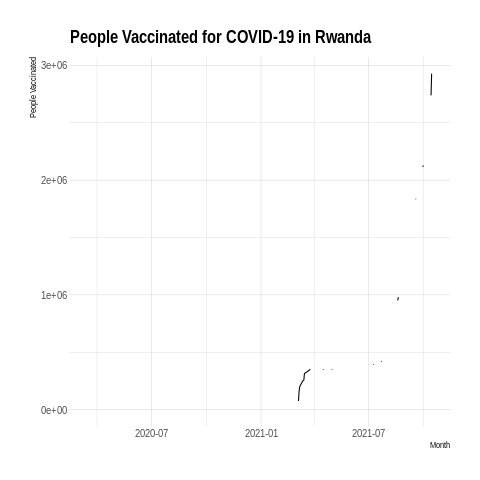 People Vaccinated for COVID-19 in Rwanda
People Vaccinated
3e+06
2e+06
1e+06
0e+00
2020-07
2021-01
2021-07
Month